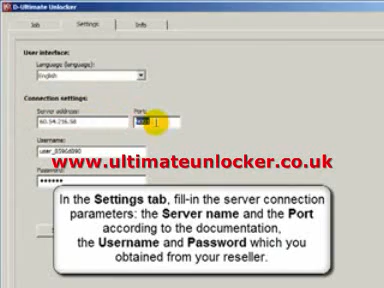 D-Ultimate Unlocker
Job Settings Info
User interface:
Language (language):
English
Connection settings:
Server address: Port:
Username:
www.ultimateunlocker.co.uk
Password:
******
In the Settings tab, fill-in the server connection
parameters: the Server name and the Port
according to the documentation,
the Username and Password which you
obtained from your reseller.